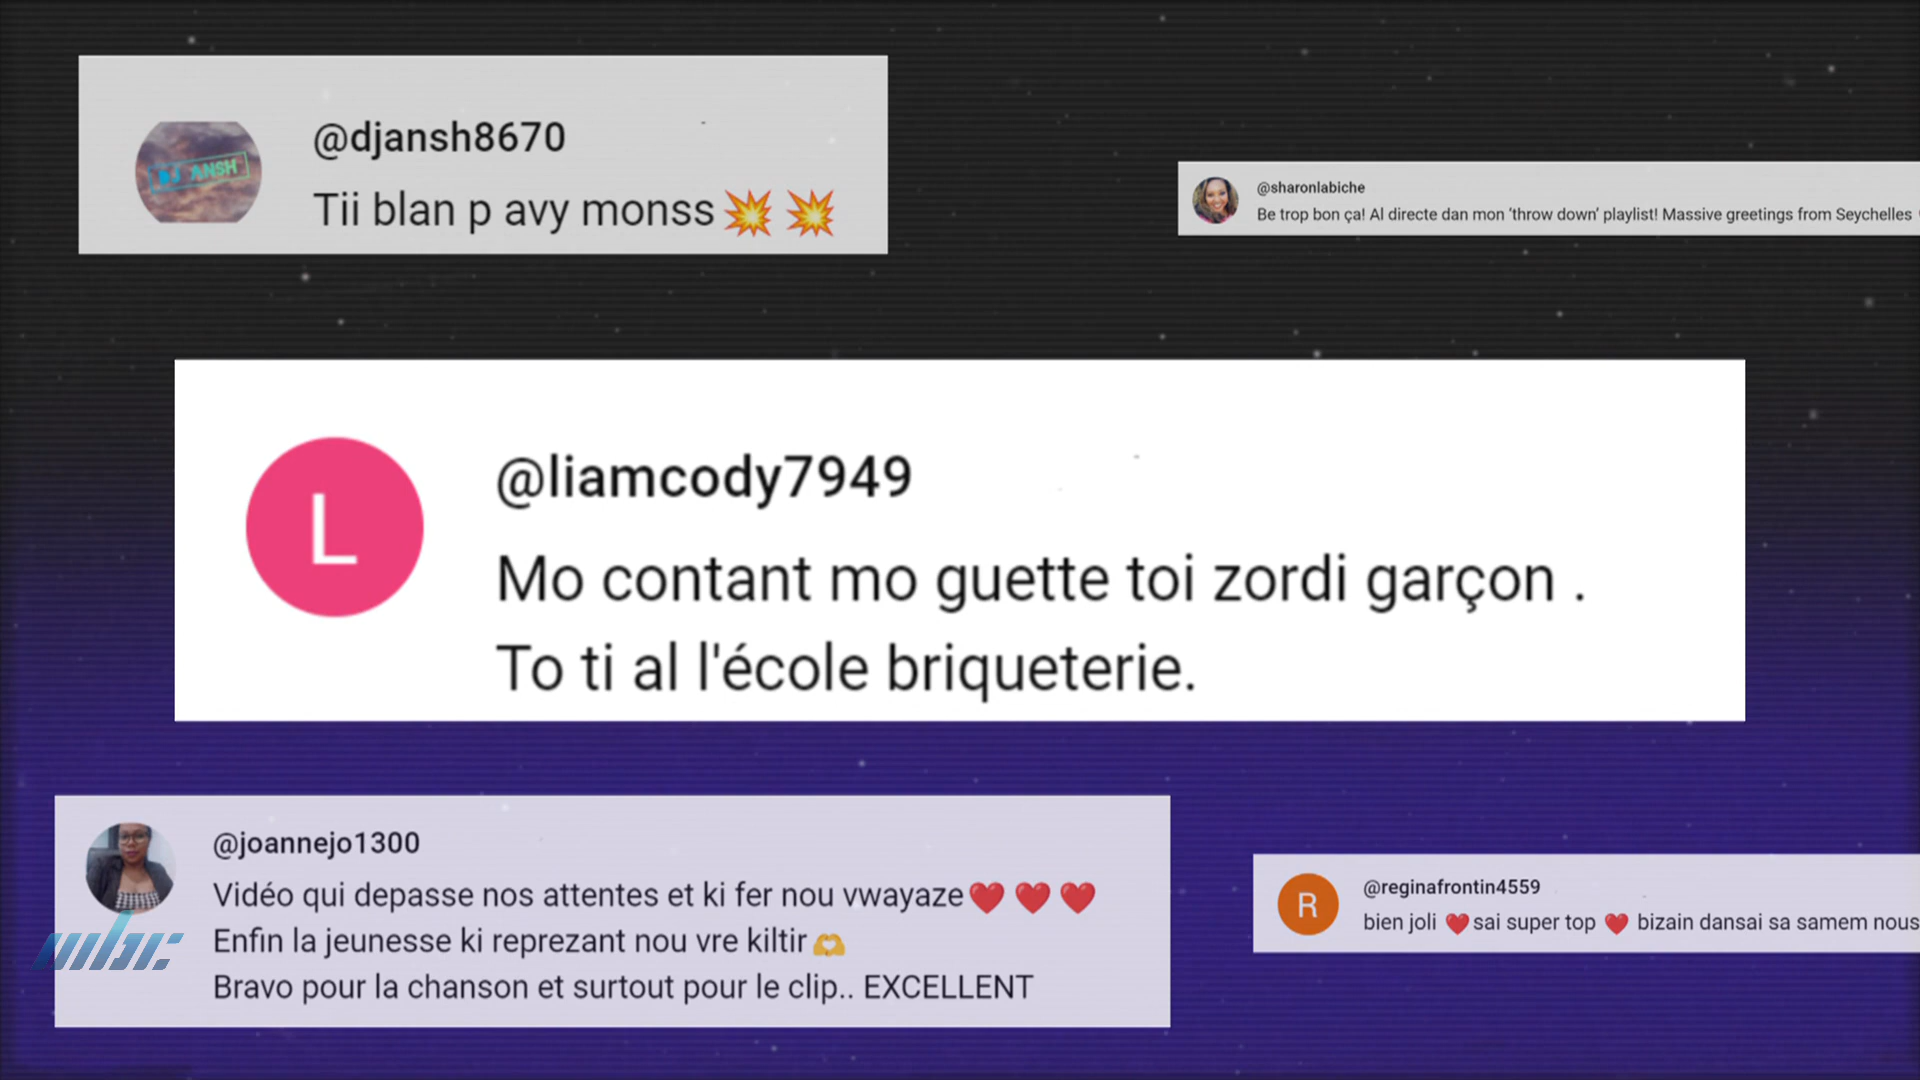 @djansh8670
DJ ANSH
Tii blan p avy monss💥 💥
@sharonlabiche
Be trop bon ça! Al directe dan mon ‘throw down’ playlist! Massive greetings from Seychelles
L
@liamcody7949
Mo contant mo guette toi zordi garçon .
To ti al l'école briqueterie.
@joannejo1300
Vidéo qui depasse nos attentes et ki fer nou vwayaze❤️ ❤️ ❤️
Enfin la jeunesse ki reprezant nou vre kiltir🫶
Bravo pour la chanson et surtout pour le clip.. EXCELLENT
mbc
R
@reginafrontin4559
bien joli ❤️sai super top ❤️ bizain dansai sa samem nous